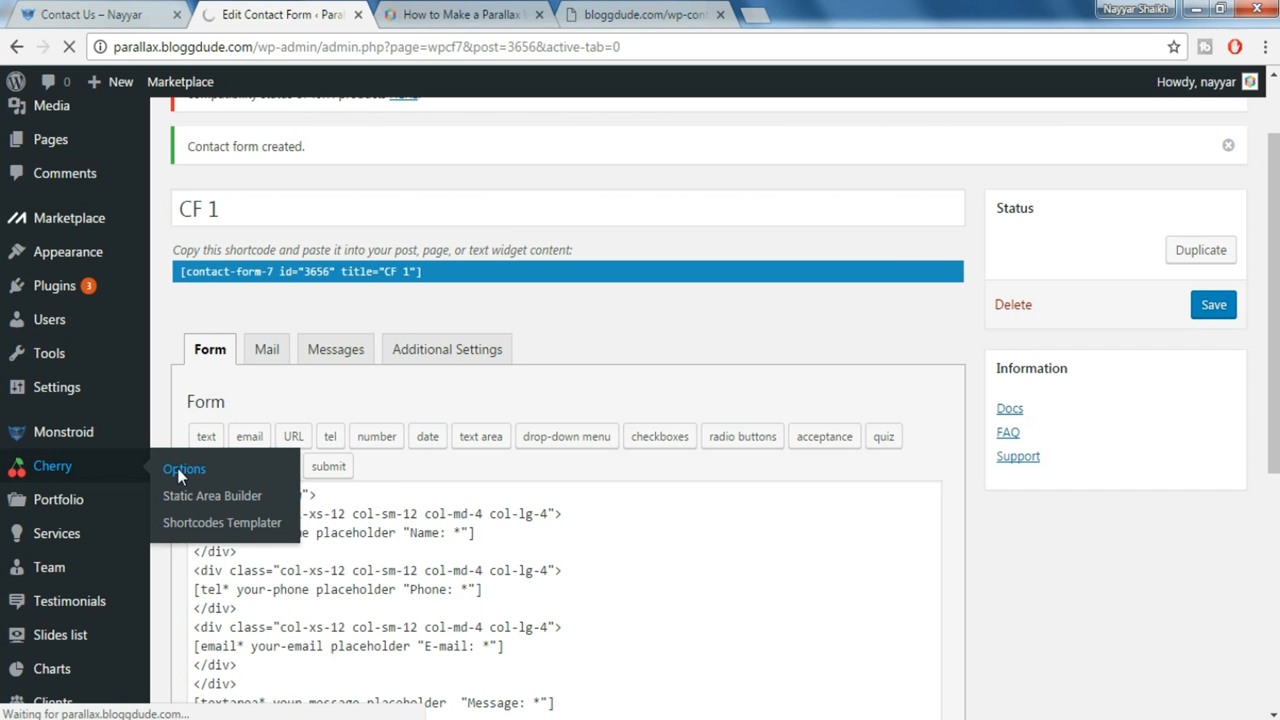 Contact Us – Nayyar
Edit Contact Form ‹ Para
How to Make a Parallax V
bloggdude.com/wp-cont
Nayyar Shaikh
parallax.bloggdude.com/wp-admin/admin.php?page=wpcf7&post=3656&active-tab=0
0
New
Marketplace
Howdy, nayyar
Media
Pages
Comments
Marketplace
Appearance
Plugins 3
Users
Tools
Settings
Monstroid
Cherry
Portfolio
Services
Team
Testimonials
Slides list
Charts
Clients
Options
Static Area Builder
Shortcodes Templater
here.
Contact form created.
CF 1
Copy this shortcode and paste it into your post, page, or text widget content:
[contact-form-7 id="3656" title="CF 1"]
Form
Mail
Messages
Additional Settings
Form
text
email
URL
tel
number
date
text area
drop-down menu
checkboxes
radio buttons
acceptance
quiz
submit
">
col-xs-12 col-sm-12 col-md-4 col-lg-4">
placeholder "Name: *"]
</div>
<div class="col-xs-12 col-sm-12 col-md-4 col-lg-4">
[tel* your-phone placeholder "Phone: *"]
</div>
<div class="col-xs-12 col-sm-12 col-md-4 col-lg-4">
[email* your-email placeholder "E-mail: *"]
</div>
</div>
[textarea* your-message placeholder  "Message: *"]
Status
Duplicate
Delete
Save
Information
Docs
FAQ
Support
Waiting for parallax.bloggdude.com...